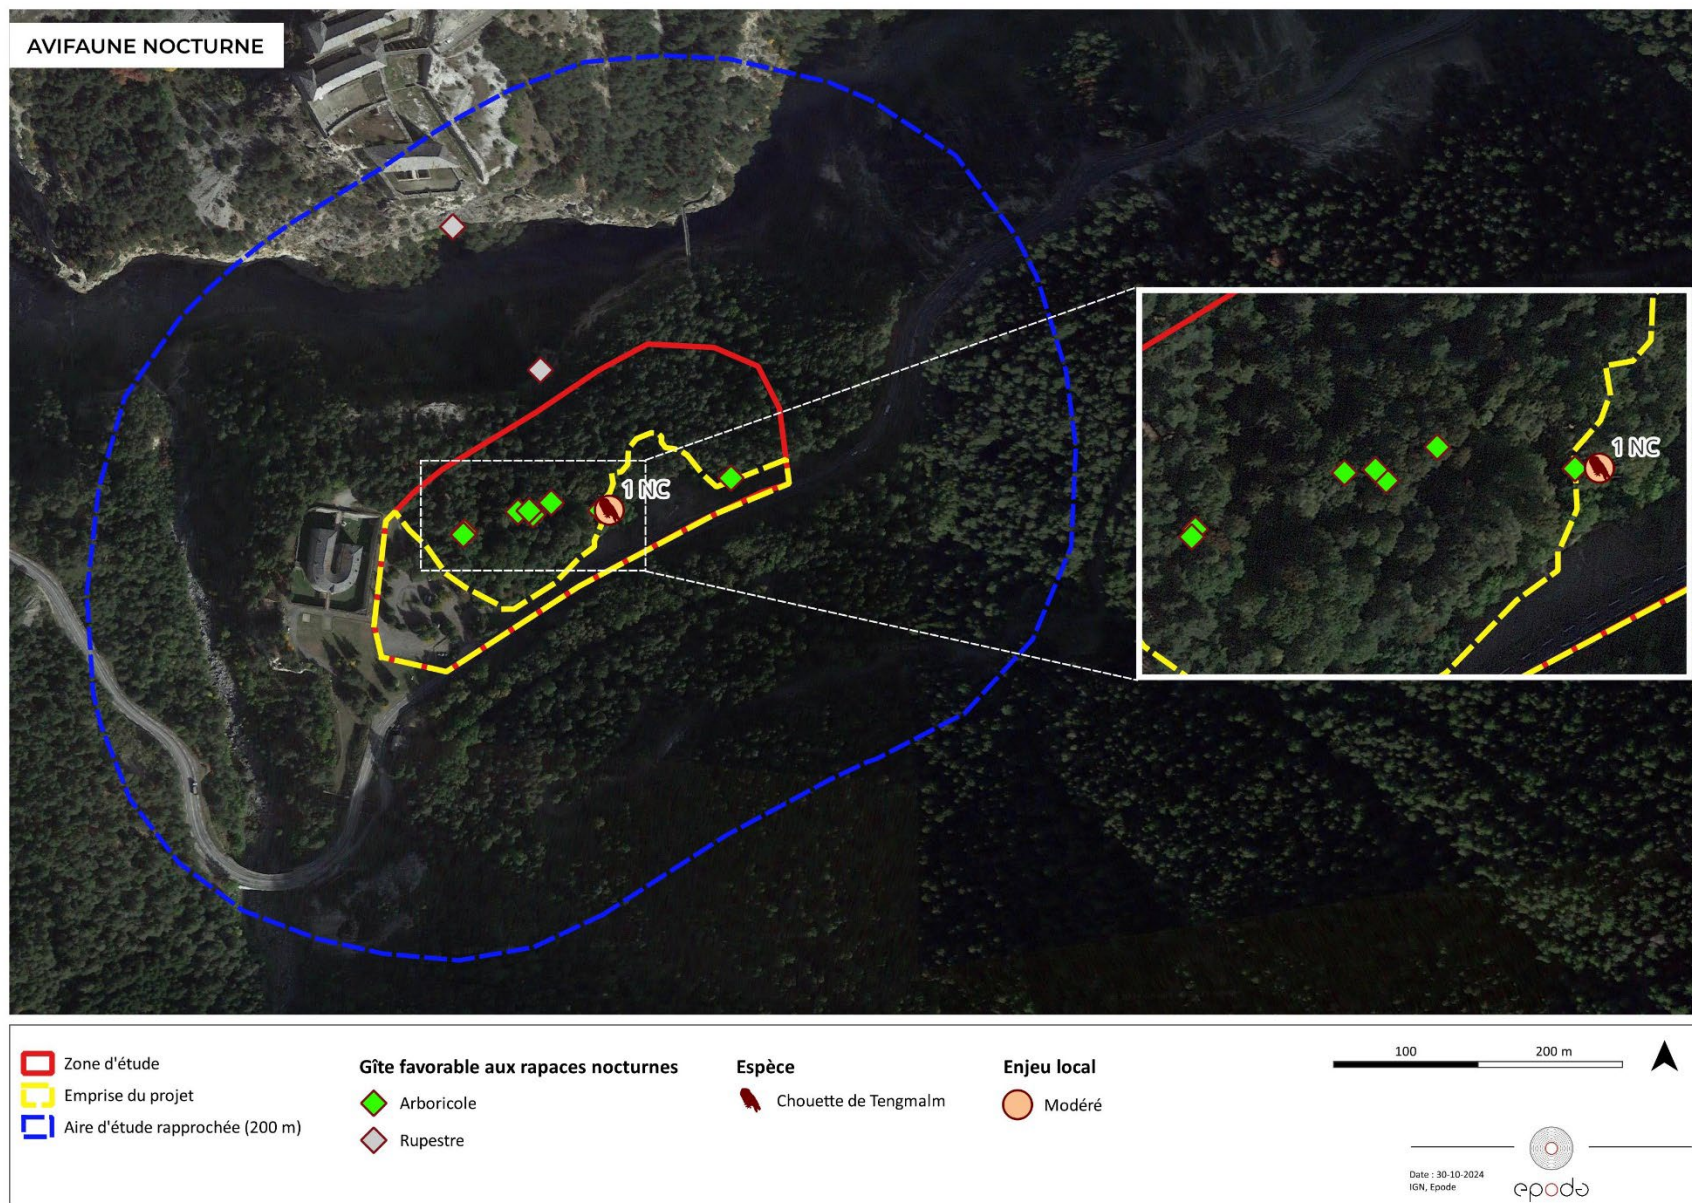 AVIFAUNE NOCTURNE
1 NC
1 NC
Zone d'étude
Emprise du projet
Aire d'étude rapprochée (200 m)
Gîte favorable aux rapaces nocturnes
Arboricole
Rupestre
Espèce
Chouette de Tengmalm
Enjeu local
Modéré
100 200 m
Date : 30-10-2024
IGN, Epode
epode